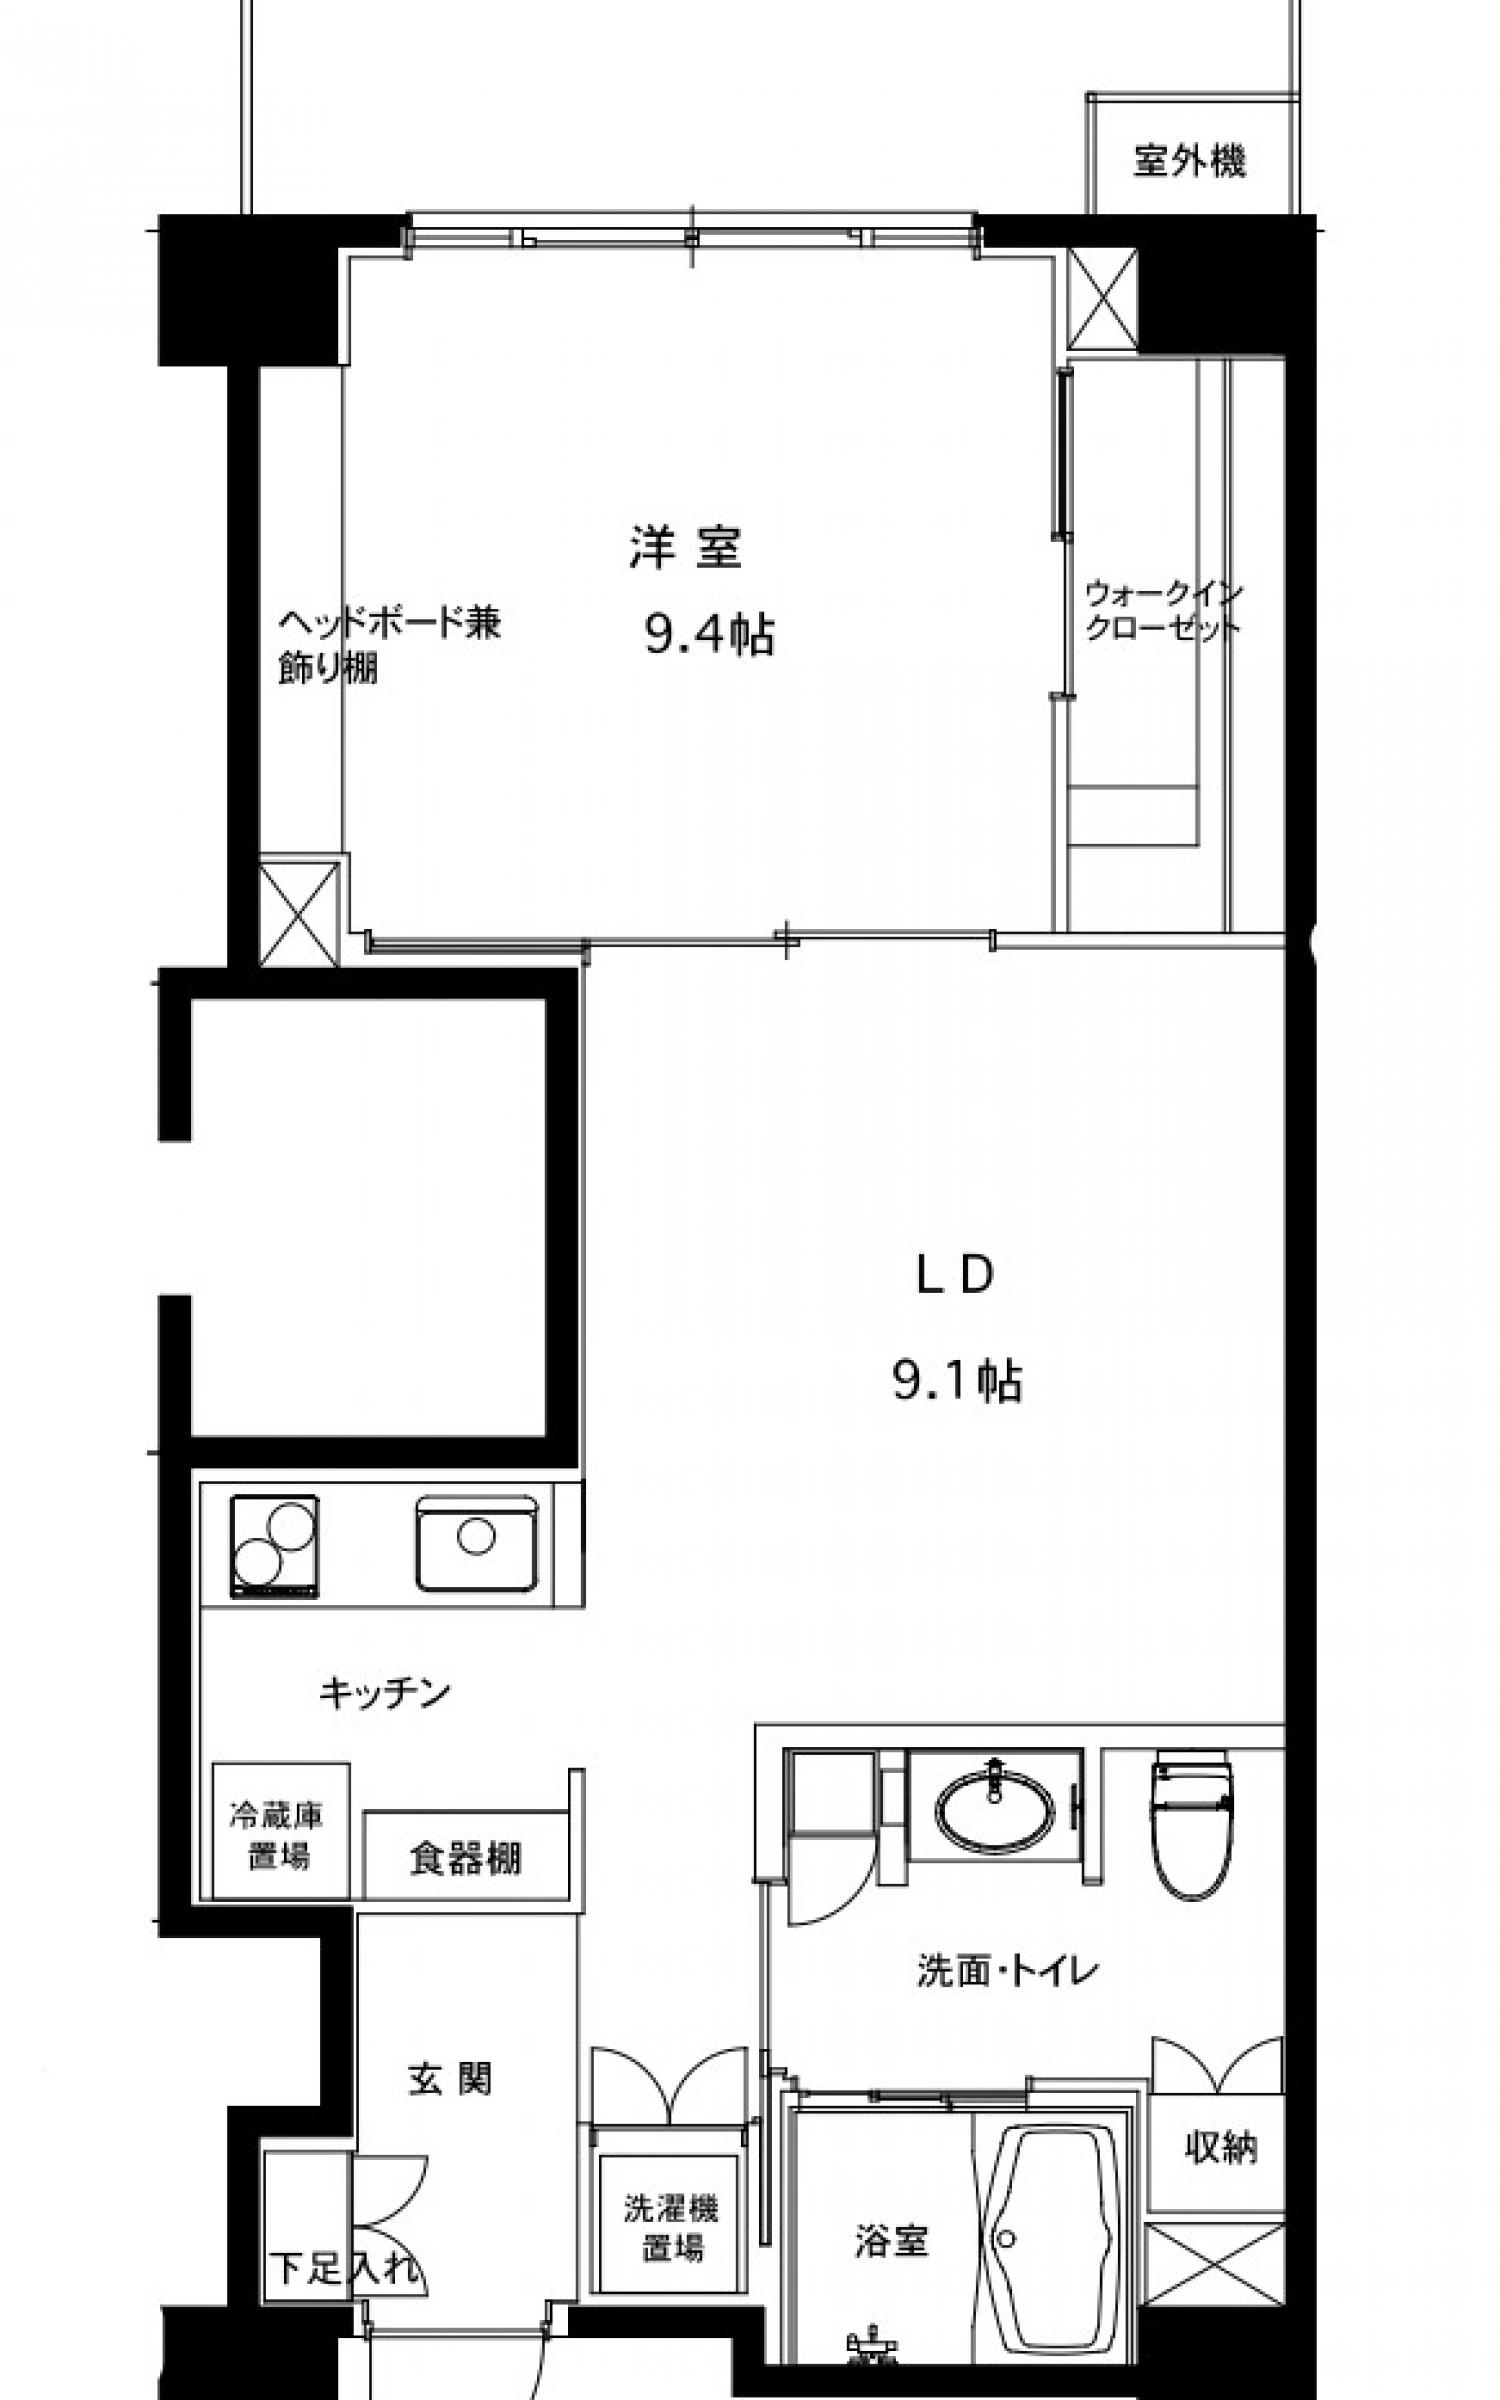 室外機
洋室
9.4帖
ヘッドボード兼
飾り棚
ウォークイン
クローゼット
LD
9.1帖
キッチン
冷蔵庫
置場
食器棚
洗面・トイレ
玄関
収納
洗濯機
置場
浴室
下足入れ